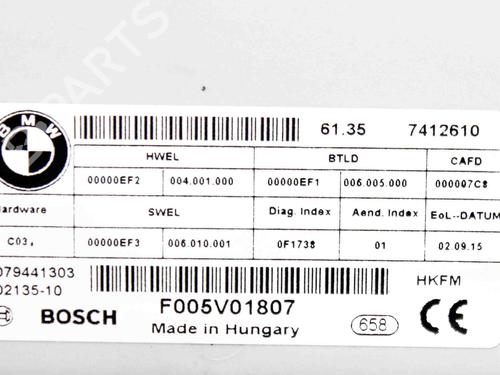 BMW
61.35 7412610
HWEL BTLD CAFD
00000EF2 004.001.000 00000EF1 006.005.000 000007C8
Hardware SWEL Diag. Index Aend. Index EoL--DATUM
C03. 00000EF3 006.010.001 0F1738 01 02.09.15
079441303
02135-10
HKFM
BOSCH F005V01807
Made in Hungary 658 CE
PARTS